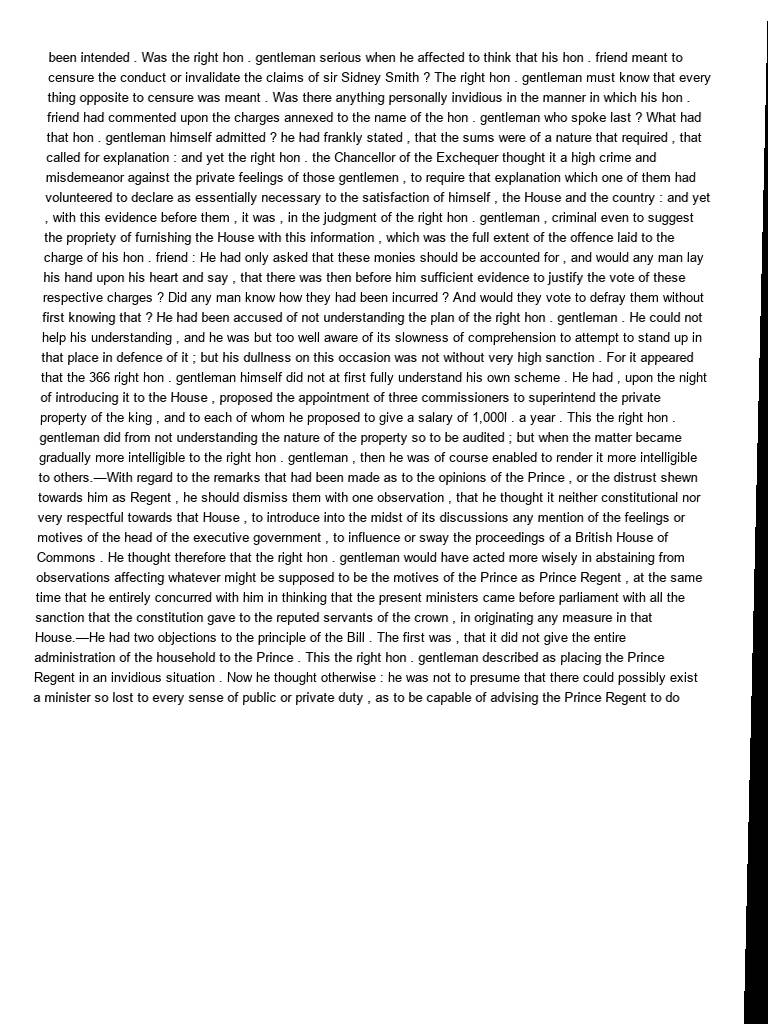 been intended . Was the right hon . gentleman serious when he affected to think that his hon . friend meant to
censure the conduct or invalidate the claims of sir Sidney Smith ? The right hon . gentleman must know that every
thing opposite to censure was meant . Was there anything personally invidious in the manner in which his hon .
friend had commented upon the charges annexed to the name of the hon . gentleman who spoke last ? What had
that hon . gentleman himself admitted ? he had frankly stated , that the sums were of a nature that required , that
called for explanation : and yet the right hon . the Chancellor of the Exchequer thought it a high crime and
misdemeanor against the private feelings of those gentlemen , to require that explanation which one of them had
volunteered to declare as essentially necessary to the satisfaction of himself , the House and the country : and yet
, with this evidence before them , it was , in the judgment of the right hon . gentleman , criminal even to suggest
the propriety of furnishing the House with this information , which was the full extent of the offence laid to the
charge of his hon . friend : He had only asked that these monies should be accounted for , and would any man lay
his hand upon his heart and say , that there was then before him sufficient evidence to justify the vote of these
respective charges ? Did any man know how they had been incurred ? And would they vote to defray them without
first knowing that ? He had been accused of not understanding the plan of the right hon . gentleman . He could not
help his understanding , and he was but too well aware of its slowness of comprehension to attempt to stand up in
that place in defence of it ; but his dullness on this occasion was not without very high sanction . For it appeared
that the 366 right hon . gentleman himself did not at first fully understand his own scheme . He had , upon the night
of introducing it to the House , proposed the appointment of three commissioners to superintend the private
property of the king , and to each of whom he proposed to give a salary of 1,000l . a year . This the right hon .
gentleman did from not understanding the nature of the property so to be audited ; but when the matter became
gradually more intelligible to the right hon . gentleman , then he was of course enabled to render it more intelligible
to others.—With regard to the remarks that had been made as to the opinions of the Prince , or the distrust shewn
towards him as Regent , he should dismiss them with one observation , that he thought it neither constitutional nor
very respectful towards that House , to introduce into the midst of its discussions any mention of the feelings or
motives of the head of the executive government , to influence or sway the proceedings of a British House of
Commons . He thought therefore that the right hon . gentleman would have acted more wisely in abstaining from
observations affecting whatever might be supposed to be the motives of the Prince as Prince Regent , at the same
time that he entirely concurred with him in thinking that the present ministers came before parliament with all the
sanction that the constitution gave to the reputed servants of the crown , in originating any measure in that
House.—He had two objections to the principle of the Bill . The first was , that it did not give the entire
administration of the household to the Prince . This the right hon . gentleman described as placing the Prince
Regent in an invidious situation . Now he thought otherwise : he was not to presume that there could possibly exist
a minister so lost to every sense of public or private duty , as to be capable of advising the Prince Regent to do